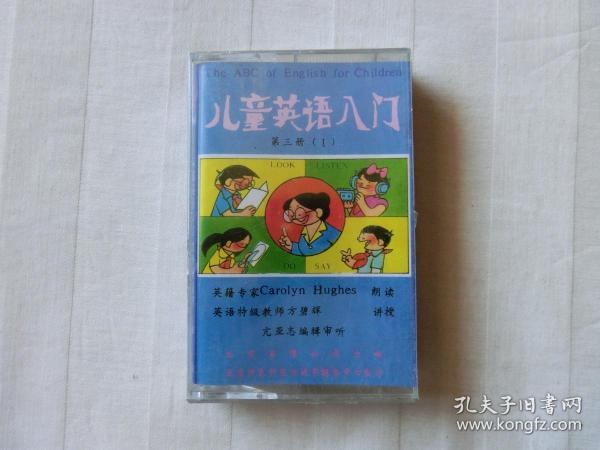 The ABC of English for Children
儿童英语入门
第三册（1）
LOOK LISTEN
DO SAY
英籍专家Carolyn Hughes 朗读
英语特级教师方碧辉 讲授
亢亚志编辑审听
孔夫子旧书网
www.kongfz.com